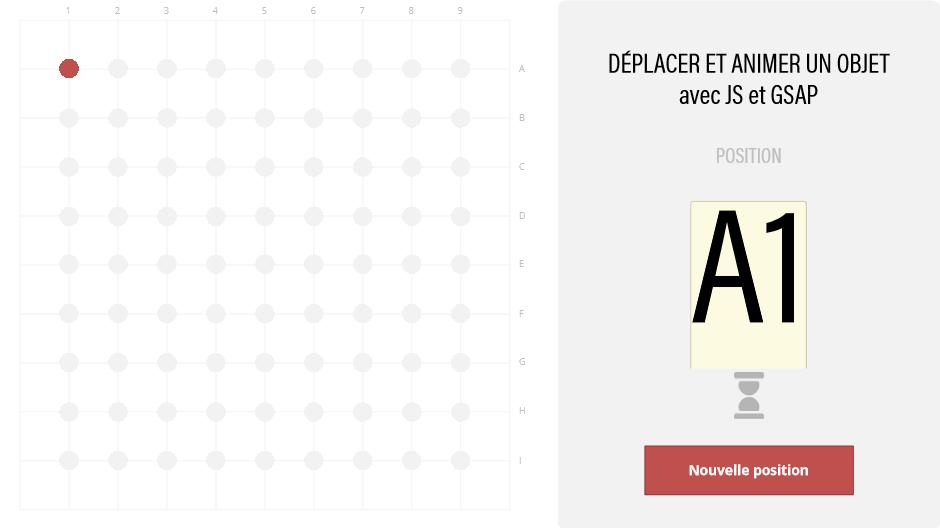 1 2 3 4 5 6 7 8 9
A
B
C
D
E
F
G
H
I
DÉPLACER ET ANIMER UN OBJET
avec JS et GSAP
POSITION
A1
Nouvelle position